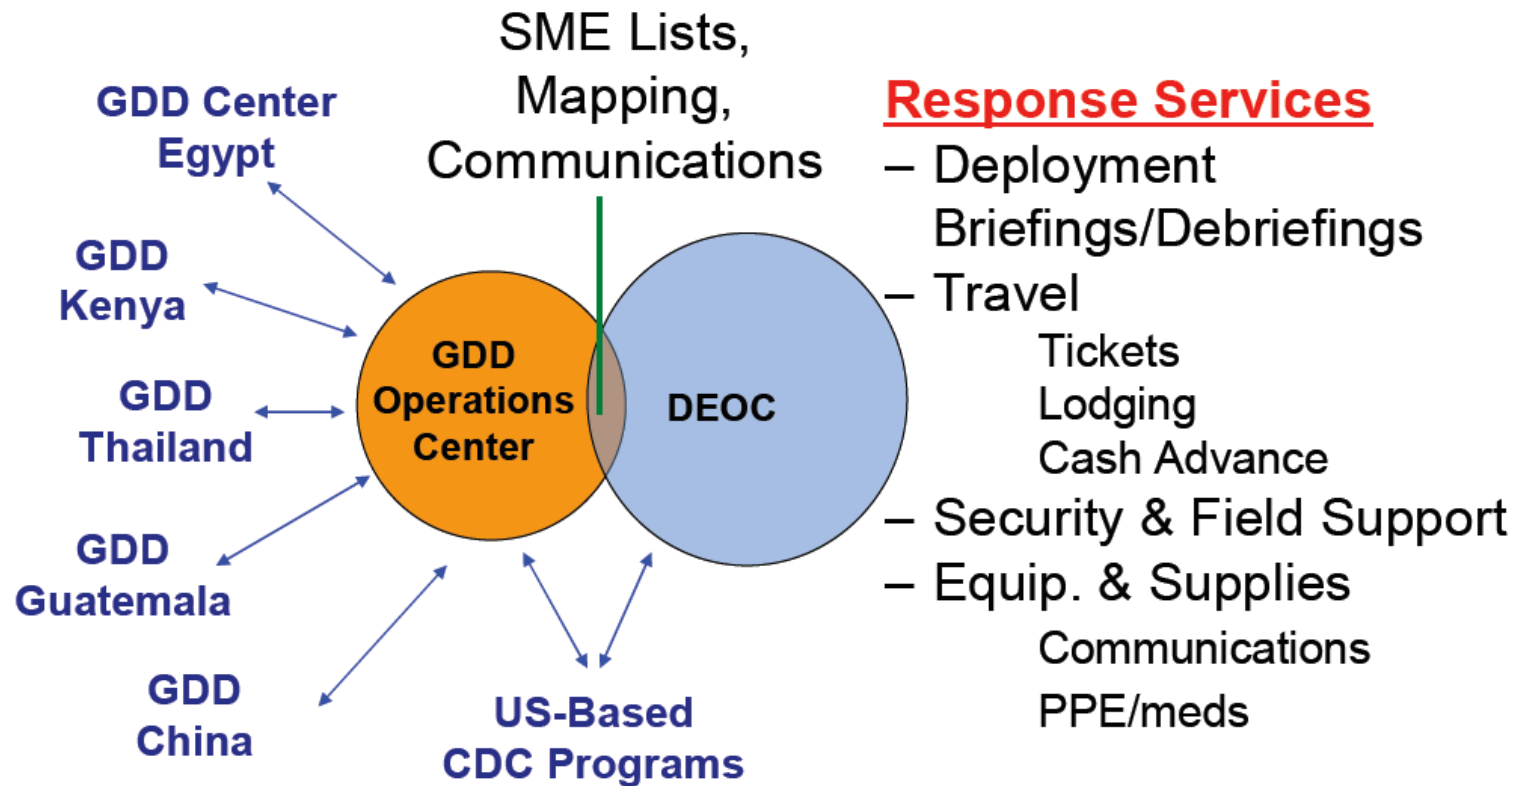 SME Lists,
Mapping,
Communications
GDD Center
Egypt
GDD
Kenya
GDD
Thailand
GDD
Guatemala
GDD
China
GDD
Operations
Center
DEOC
US-Based
CDC Programs
Response Services
– Deployment
Briefings/Debriefings
– Travel
Tickets
Lodging
Cash Advance
– Security & Field Support
– Equip. & Supplies
Communications
PPE/meds